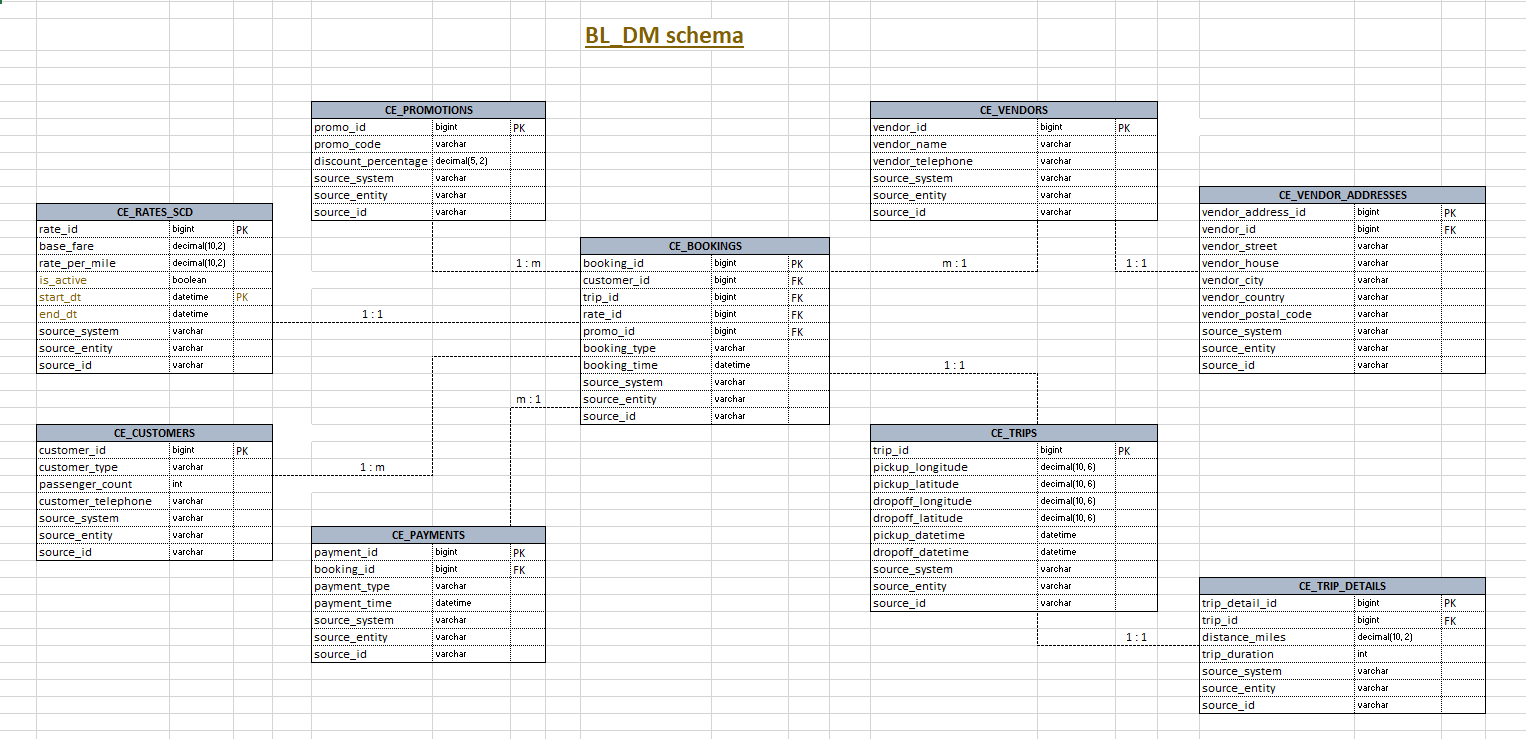 BL_DM schema
CE_PROMOTIONS
promo_id bigint PK
promo_code varchar
discount_percentage decimal(5, 2)
source_system varchar
source_entity varchar
source_id varchar
CE_VENDORS
vendor_id bigint PK
vendor_name varchar
vendor_telephone varchar
source_system varchar
source_entity varchar
source_id varchar
CE_VENDOR_ADDRESSES
vendor_address_id bigint PK
vendor_id bigint FK
vendor_street varchar
vendor_house varchar
vendor_city varchar
vendor_country varchar
vendor_postal_code varchar
source_system varchar
source_entity varchar
source_id varchar
CE_RATES_SCD
rate_id bigint PK
base_fare decimal(10,2)
rate_per_mile decimal(10,2)
is_active boolean
start_dt datetime PK
end_dt datetime
source_system varchar
source_entity varchar
source_id varchar
CE_BOOKINGS
booking_id bigint PK
customer_id bigint FK
trip_id bigint FK
rate_id bigint FK
promo_id bigint FK
booking_type varchar
booking_time datetime
source_system varchar
source_entity varchar
source_id varchar
1 : m
m : 1
1 : 1
1 : 1
1 : 1
m : 1
1 : m
CE_CUSTOMERS
customer_id bigint PK
customer_type varchar
passenger_count int
customer_telephone varchar
source_system varchar
source_entity varchar
source_id varchar
CE_PAYMENTS
payment_id bigint PK
booking_id bigint FK
payment_type varchar
payment_time datetime
source_system varchar
source_entity varchar
source_id varchar
CE_TRIPS
trip_id bigint PK
pickup_longitude decimal(10, 6)
pickup_latitude decimal(10, 6)
dropoff_longitude decimal(10, 6)
dropoff_latitude decimal(10, 6)
pickup_datetime datetime
dropoff_datetime datetime
source_system varchar
source_entity varchar
source_id varchar
1 : 1
CE_TRIP_DETAILS
trip_detail_id bigint PK
trip_id bigint FK
distance_miles decimal(10, 2)
trip_duration int
source_system varchar
source_entity varchar
source_id varchar